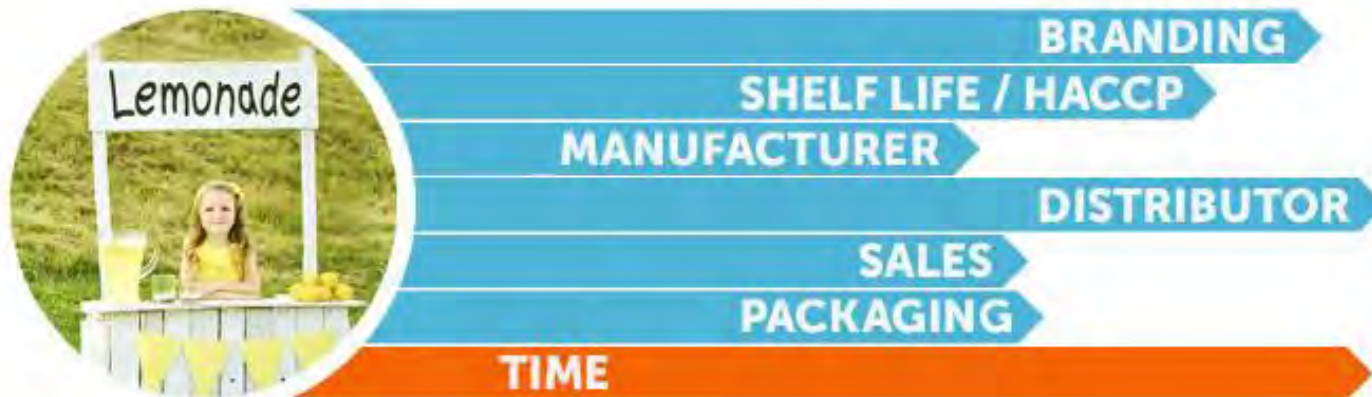 Lemonade
BRANDING
SHELF LIFE / HACCP
MANUFACTURER
DISTRIBUTOR
SALES
PACKAGING
TIME